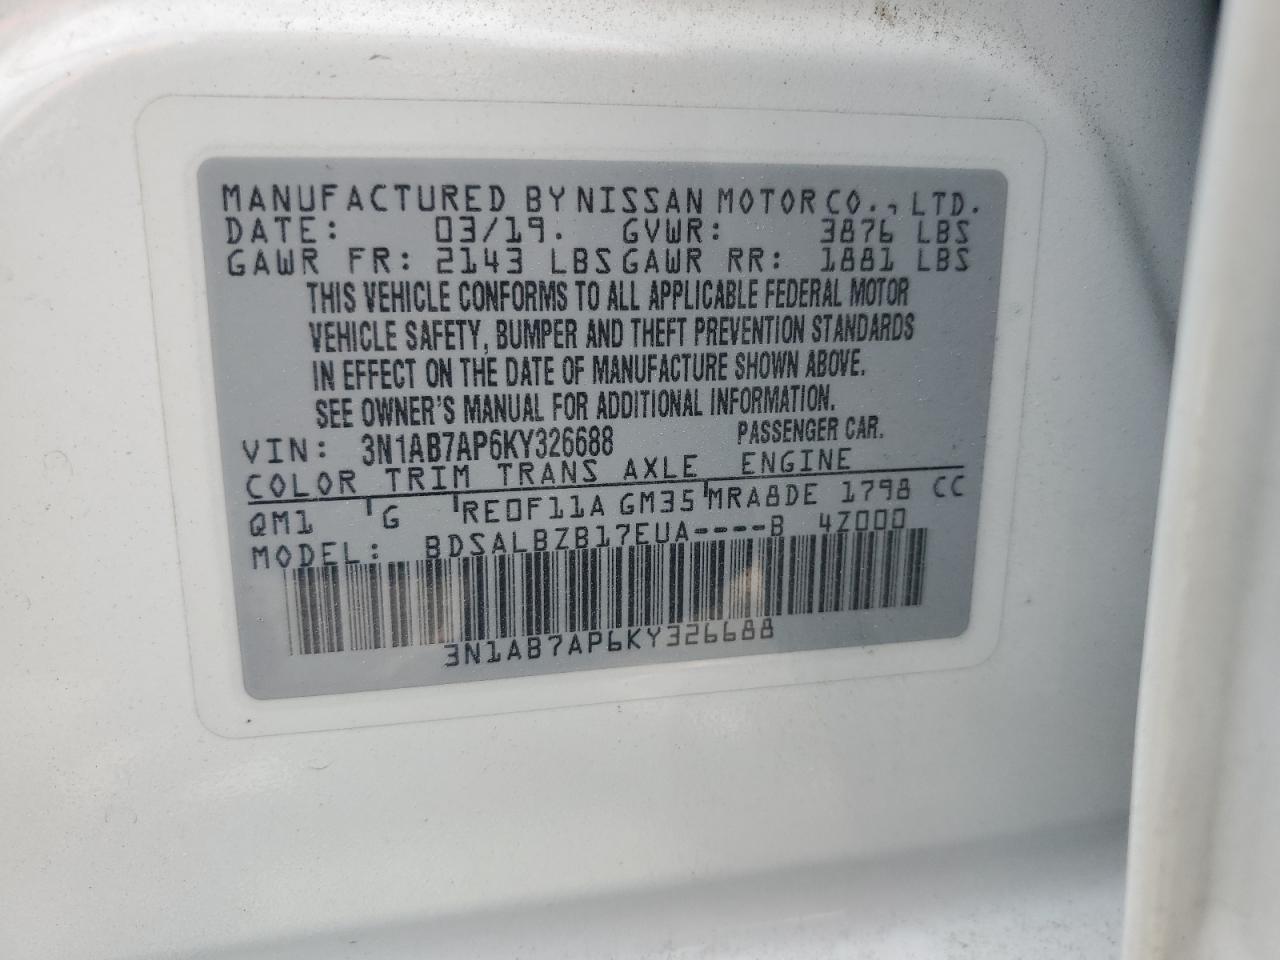 MANUFACTURED BY NISSAN MOTOR CO., LTD.
DATE: 03/19. GVWR: 3876 LBS
GAWR FR: 2143 LBS GAWR RR: 1881 LBS
THIS VEHICLE CONFORMS TO ALL APPLICABLE FEDERAL MOTOR
VEHICLE SAFETY, BUMPER AND THEFT PREVENTION STANDARDS
IN EFFECT ON THE DATE OF MANUFACTURE SHOWN ABOVE.
SEE OWNER'S MANUAL FOR ADDITIONAL INFORMATION.
VIN: 3N1AB7AP6KY326688 PASSENGER CAR.
COLOR TRIM TRANS AXLE ENGINE
QM1 G RE0F11A GM35 MRA8DE 1798 CC
MODEL: BDSALBZB17EUA----B 4Z000
3N1AB7AP6KY326688